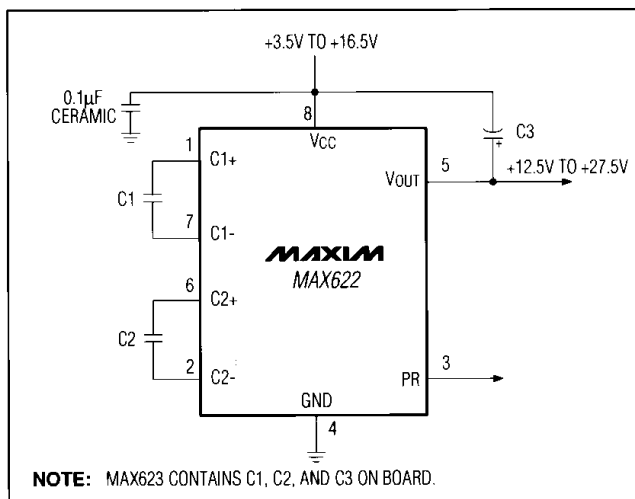 +3.5V TO +16.5V
0.1µF
CERAMIC
8
VCC
C3
+
1
C1+
5
VOUT
+12.5V TO +27.5V
C1
7
C1-
MAXIM
MAX622
6
C2+
C2
2
C2-
3
PR
GND
4
NOTE: MAX623 CONTAINS C1, C2, AND C3 ON BOARD.